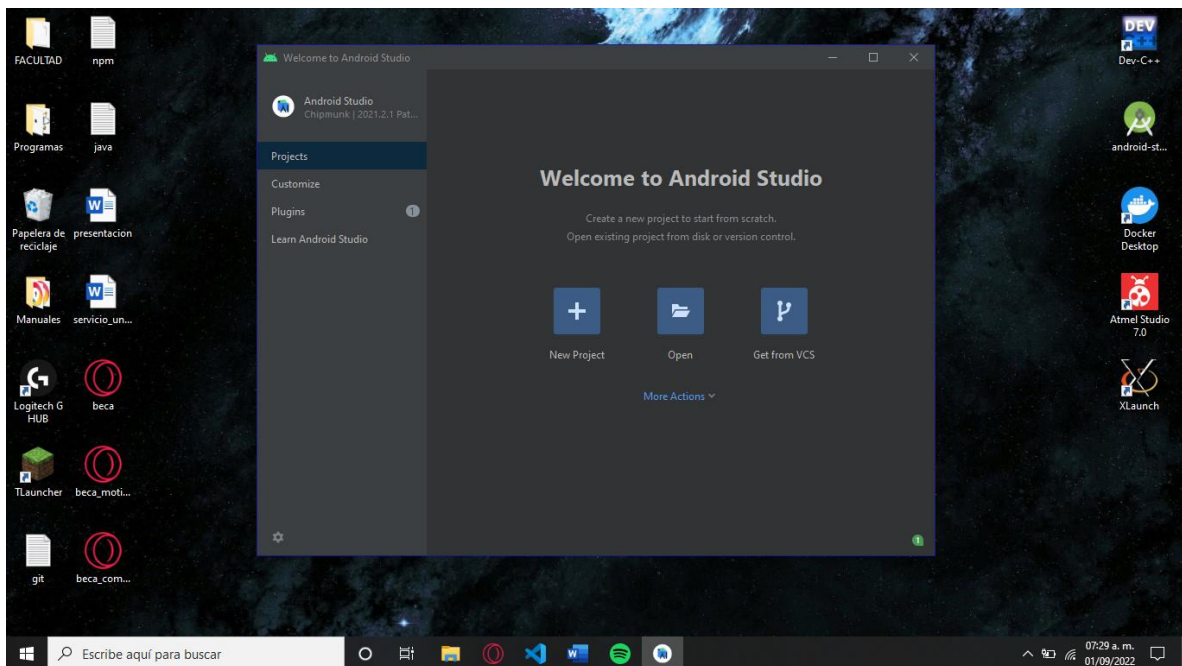 FACULTAD
npm
Programas
java
Papelera de
reciclaje
presentacion
Manuales
servicio_un...
Logitech G
HUB
beca
TLauncher
beca_moti...
git
beca_com...
Welcome to Android Studio
Android Studio
Chipmunk | 2021.2.1 Pat...
Projects
Customize
Plugins
1
Learn Android Studio
Welcome to Android Studio
Create a new project to start from scratch.
Open existing project from disk or version control.
New Project
Open
Get from VCS
More Actions
1
DEV
Dev-C++
android-st...
Docker
Desktop
Atmel Studio
7.0
XLaunch
Escribe aquí para buscar
07:29 a. m.
01/09/2022